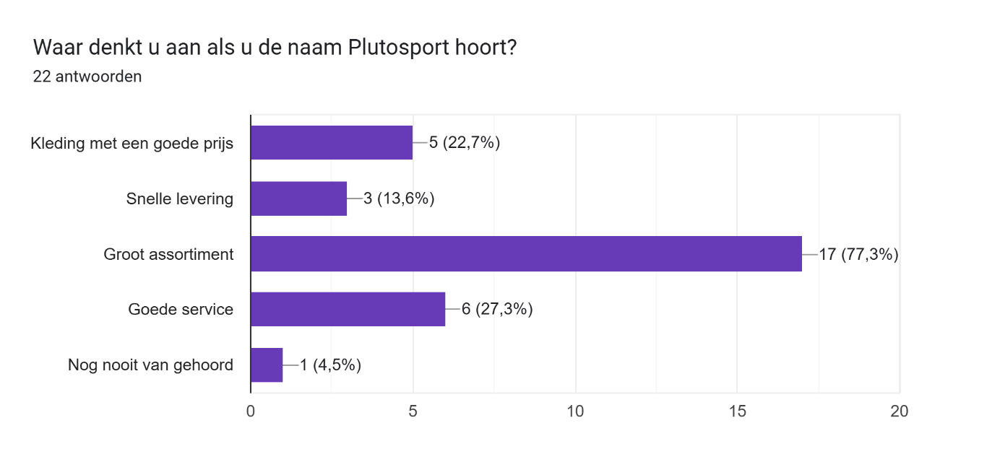 Waar denkt u aan als u de naam Plutosport hoort?
22 antwoorden
Kleding met een goede prijs 5 (22,7%)
Snelle levering 3 (13,6%)
Groot assortiment 17 (77,3%)
Goede service 6 (27,3%)
Nog nooit van gehoord 1 (4,5%)
0 5 10 15 20